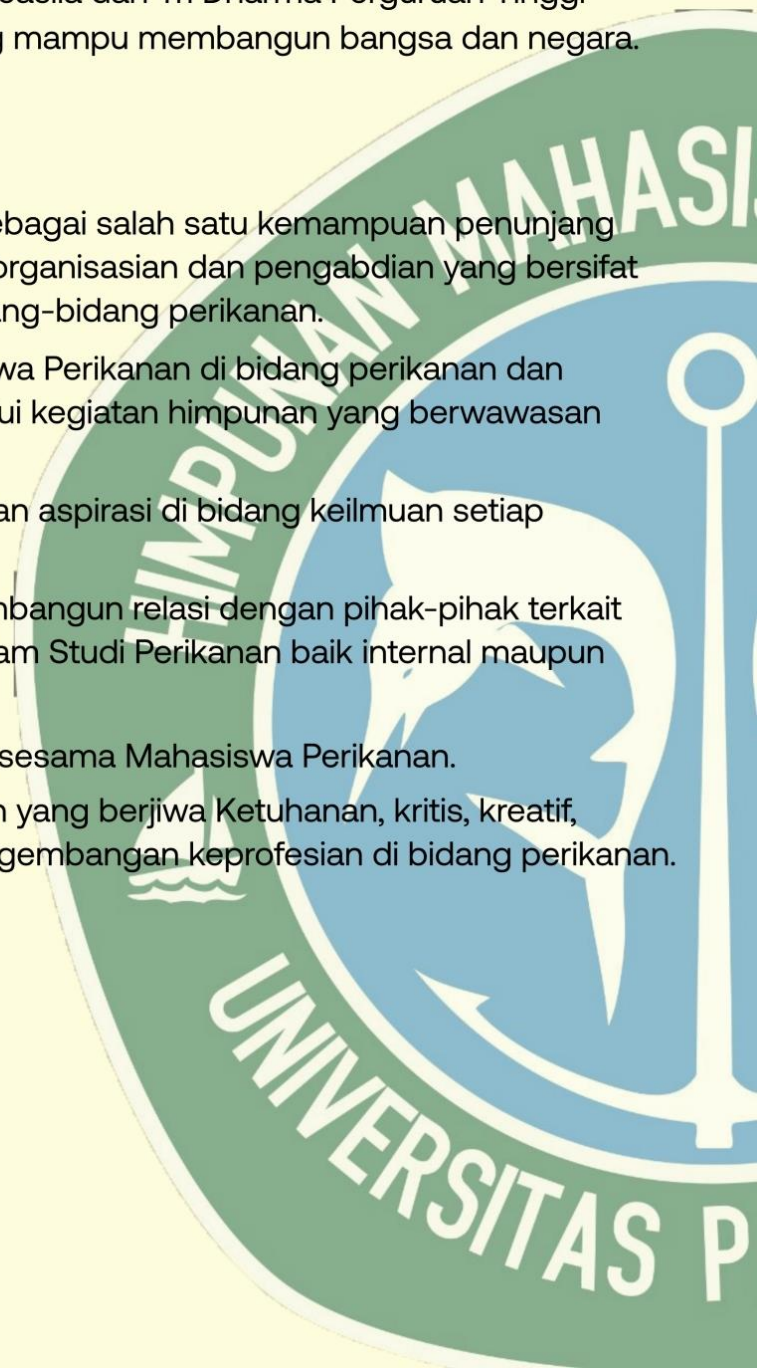 mampu membangun bangsa dan negara.
ebagai salah satu kemampuan penunjang
organisasian dan pengabdian yang bersifat
ng-bidang perikanan.
wa Perikanan di bidang perikanan dan
ui kegiatan himpunan yang berwawasan
an aspirasi di bidang keilmuan setiap
mbangun relasi dengan pihak-pihak terkait
am Studi Perikanan baik internal maupun
sesama Mahasiswa Perikanan.
n yang berjiwa Ketuhanan, kritis, kreatif,
gembangan keprofesian di bidang perikanan.
HIMPUNAN MAHASIS
UNIVERSITAS P